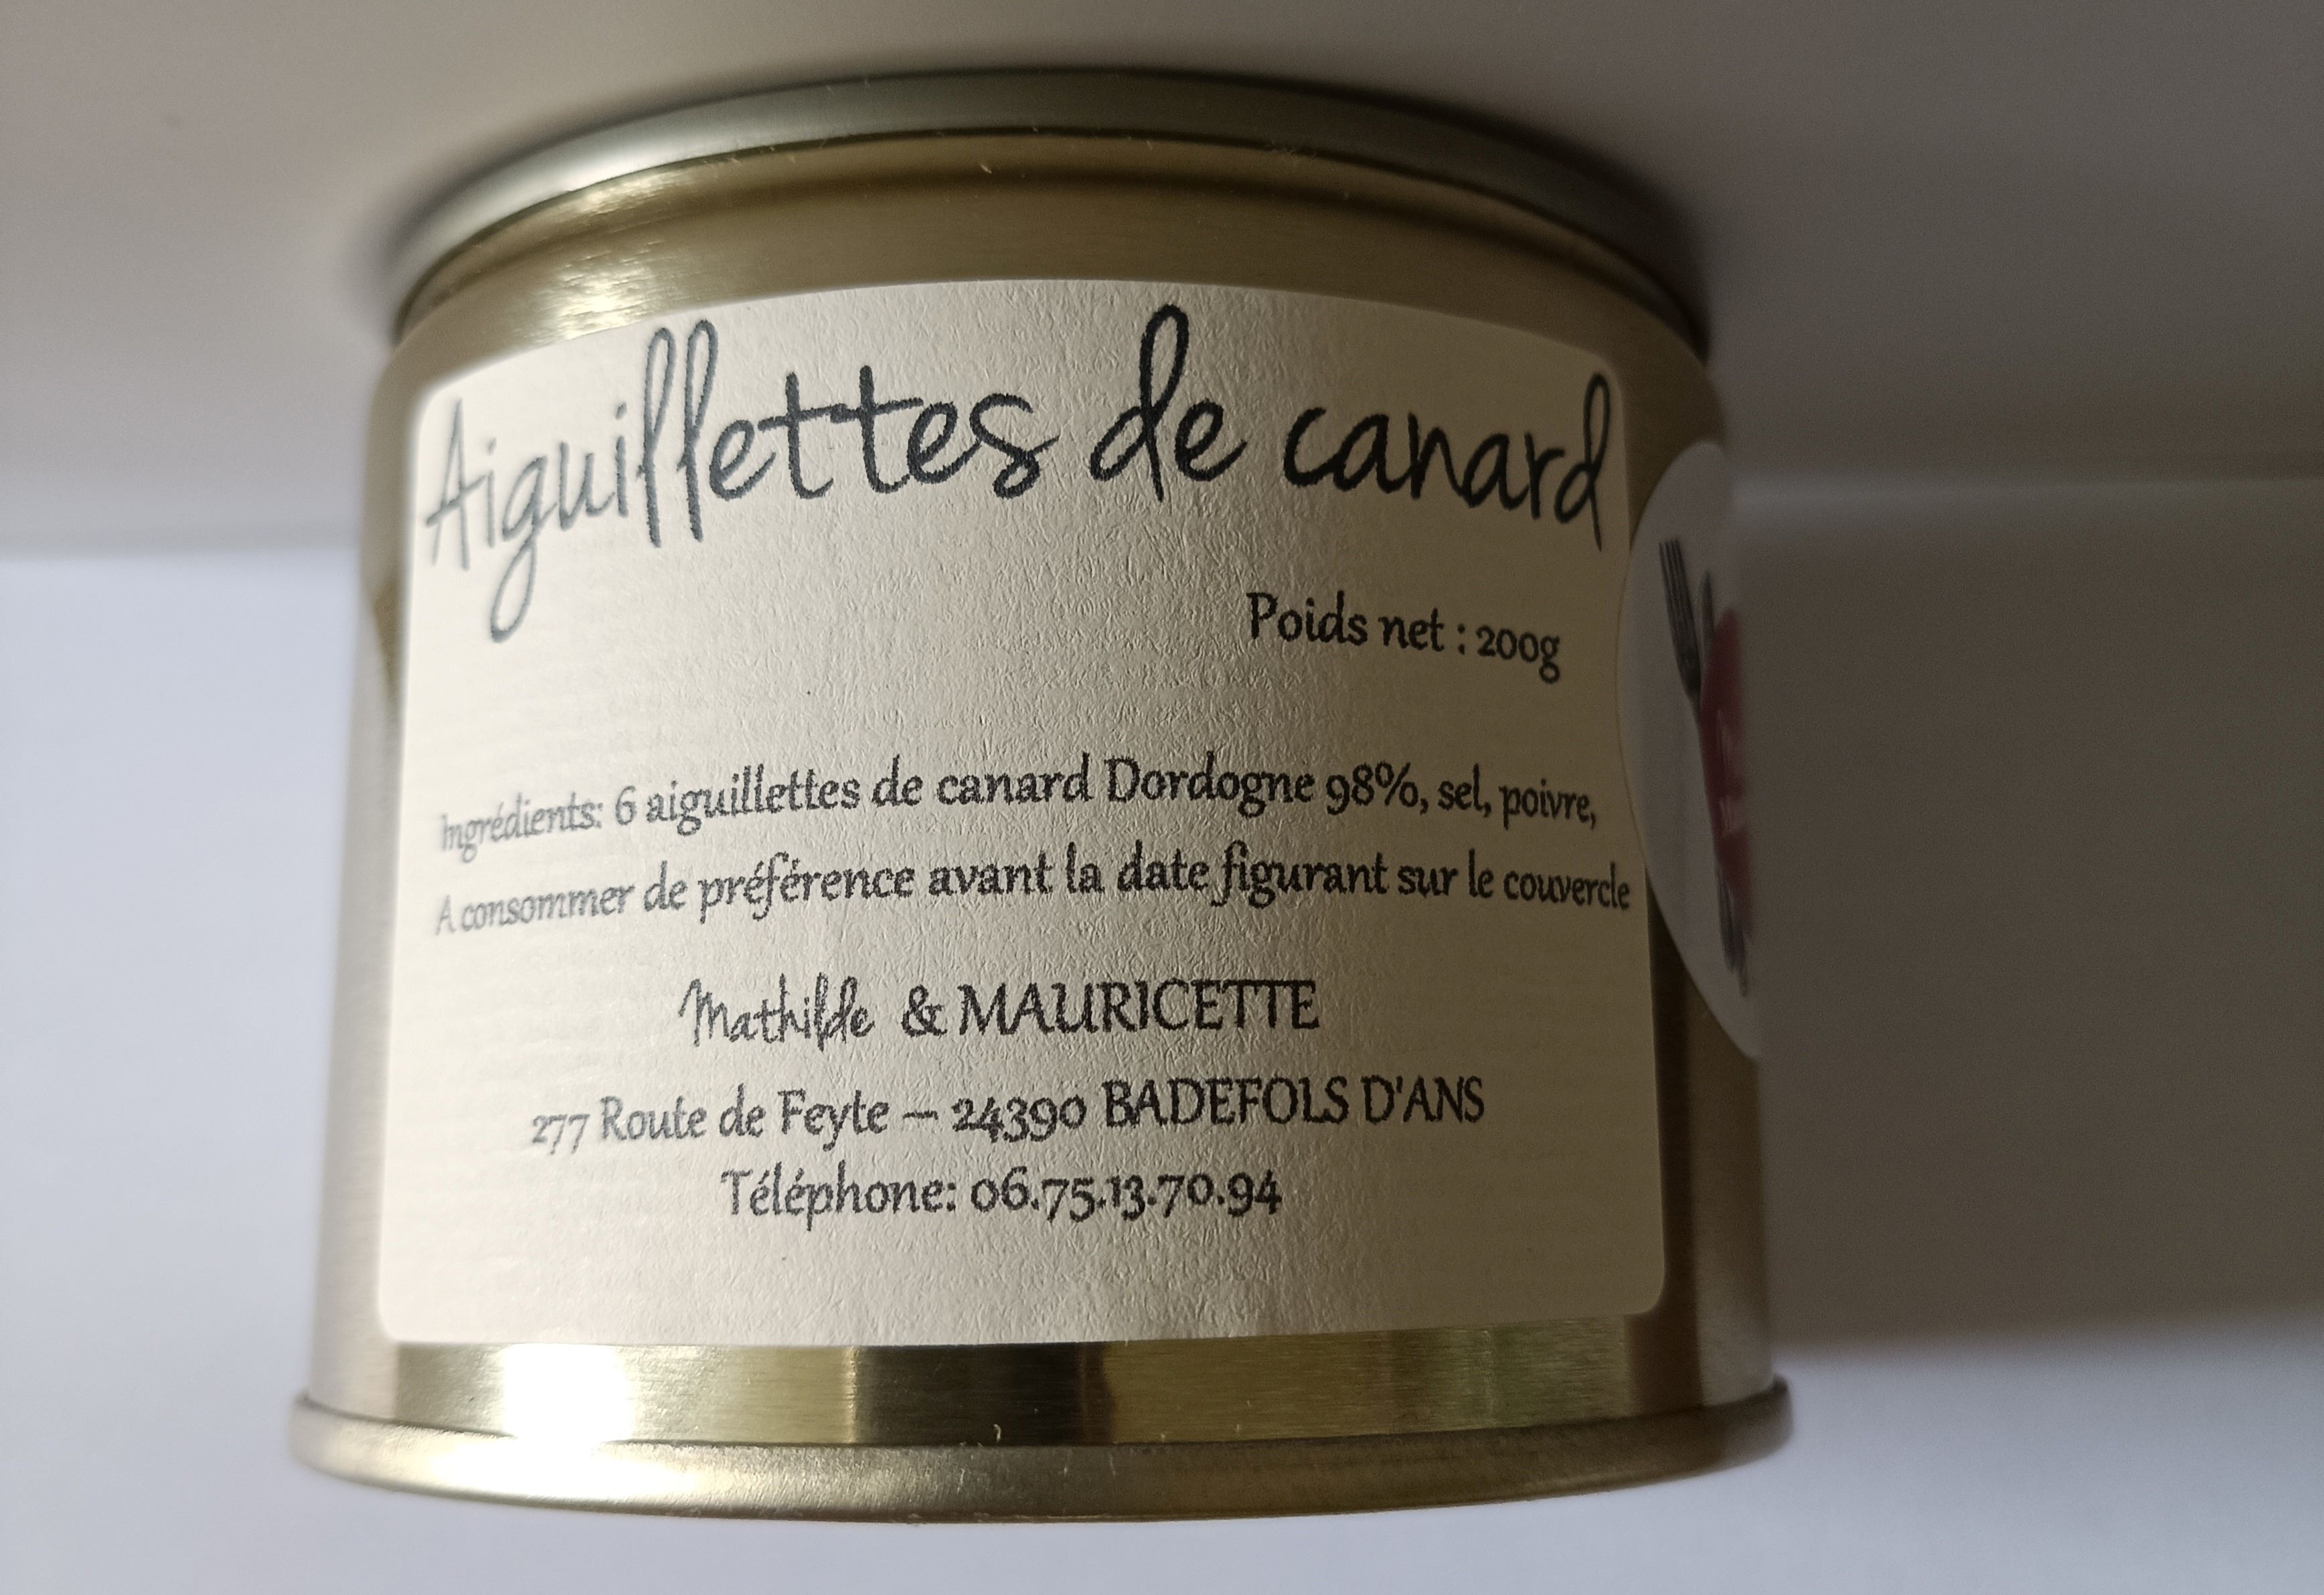 Aiguillettes de canard
Poids net : 200g
Ingrédients: 6 aiguillettes de canard Dordogne 98%, sel, poivre,
A consommer de préférence avant la date figurant sur le couvercle
Mathilde & MAURICETTE
277 Route de Feyte – 24390 BADEFOLS D'ANS
Téléphone: 06.75.13.70.94